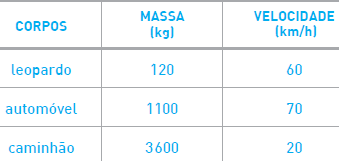 CORPOS MASSA (kg) VELOCIDADE (km/h)
leopardo 120 60
automóvel 1100 70
caminhão 3600 20